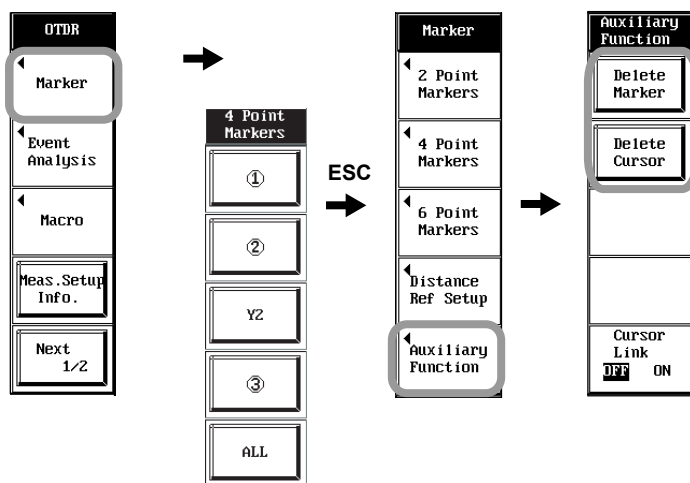 OTDR
Marker
Event
Analysis
Macro
Meas.Setup
Info.
Next
1/2
4 Point
Markers
①
②
Y2
③
ALL
ESC
Marker
2 Point
Markers
4 Point
Markers
6 Point
Markers
Distance
Ref Setup
Auxiliary
Function
Auxiliary
Function
Delete
Marker
Delete
Cursor
Cursor
Link
OFF ON